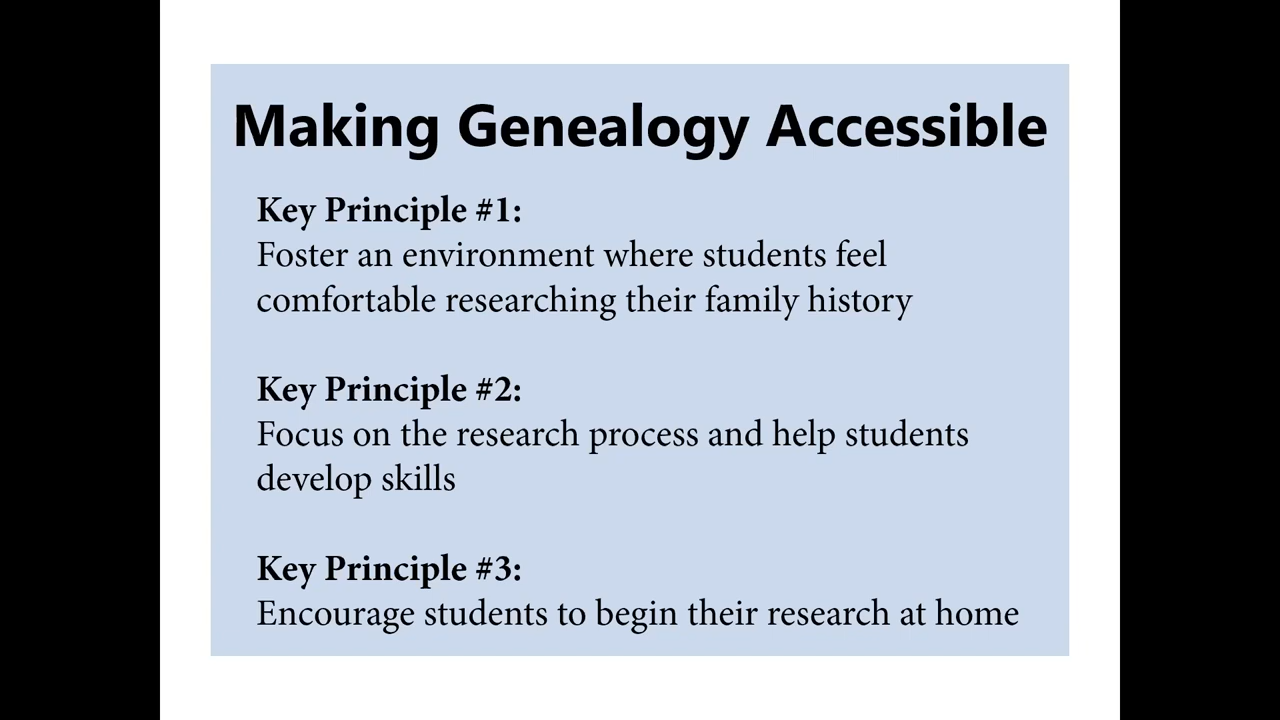 Making Genealogy Accessible
Key Principle #1:
Foster an environment where students feel
comfortable researching their family history
Key Principle #2:
Focus on the research process and help students
develop skills
Key Principle #3:
Encourage students to begin their research at home